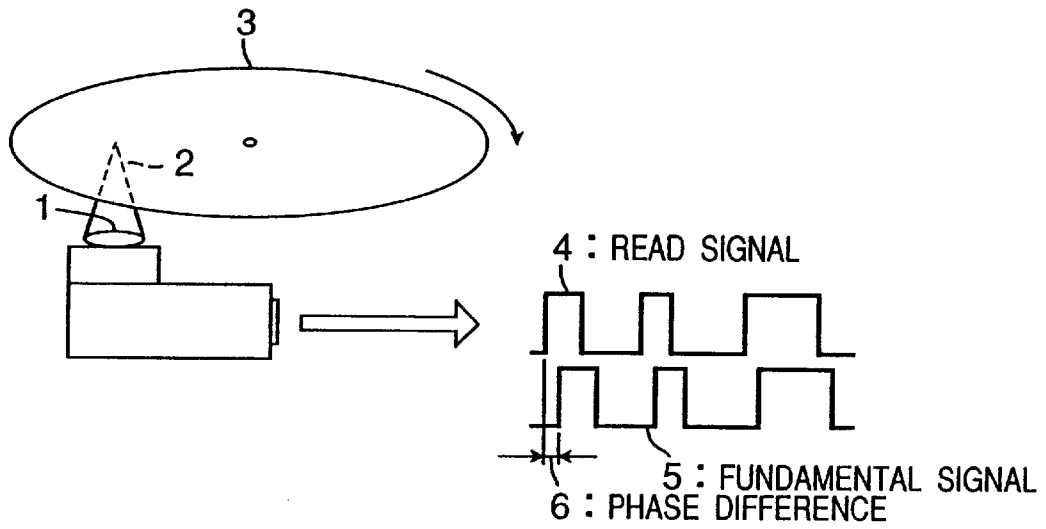 3
2
1
4 : READ SIGNAL
5 : FUNDAMENTAL SIGNAL
6 : PHASE DIFFERENCE